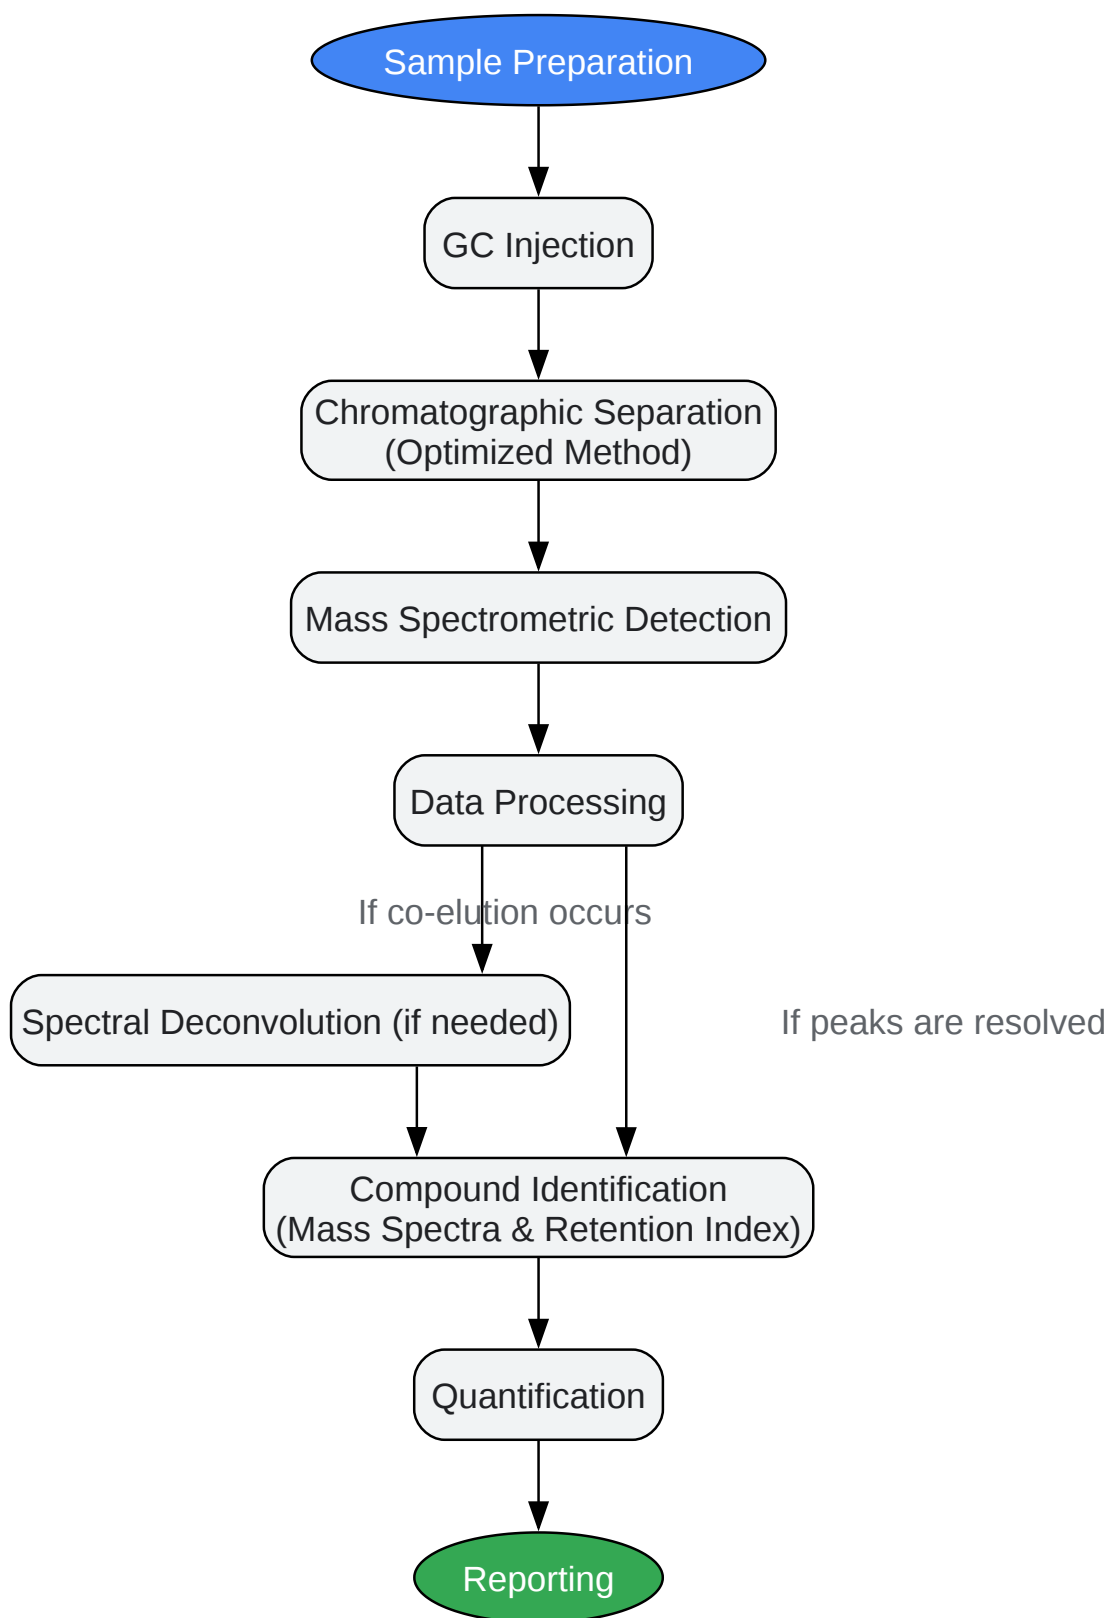 Sample Preparation
GC Injection
Chromatographic Separation
(Optimized Method)
Mass Spectrometric Detection
Data Processing
If co-elution occurs
Spectral Deconvolution (if needed)
If peaks are resolved
Compound Identification
(Mass Spectra & Retention Index)
Quantification
Reporting